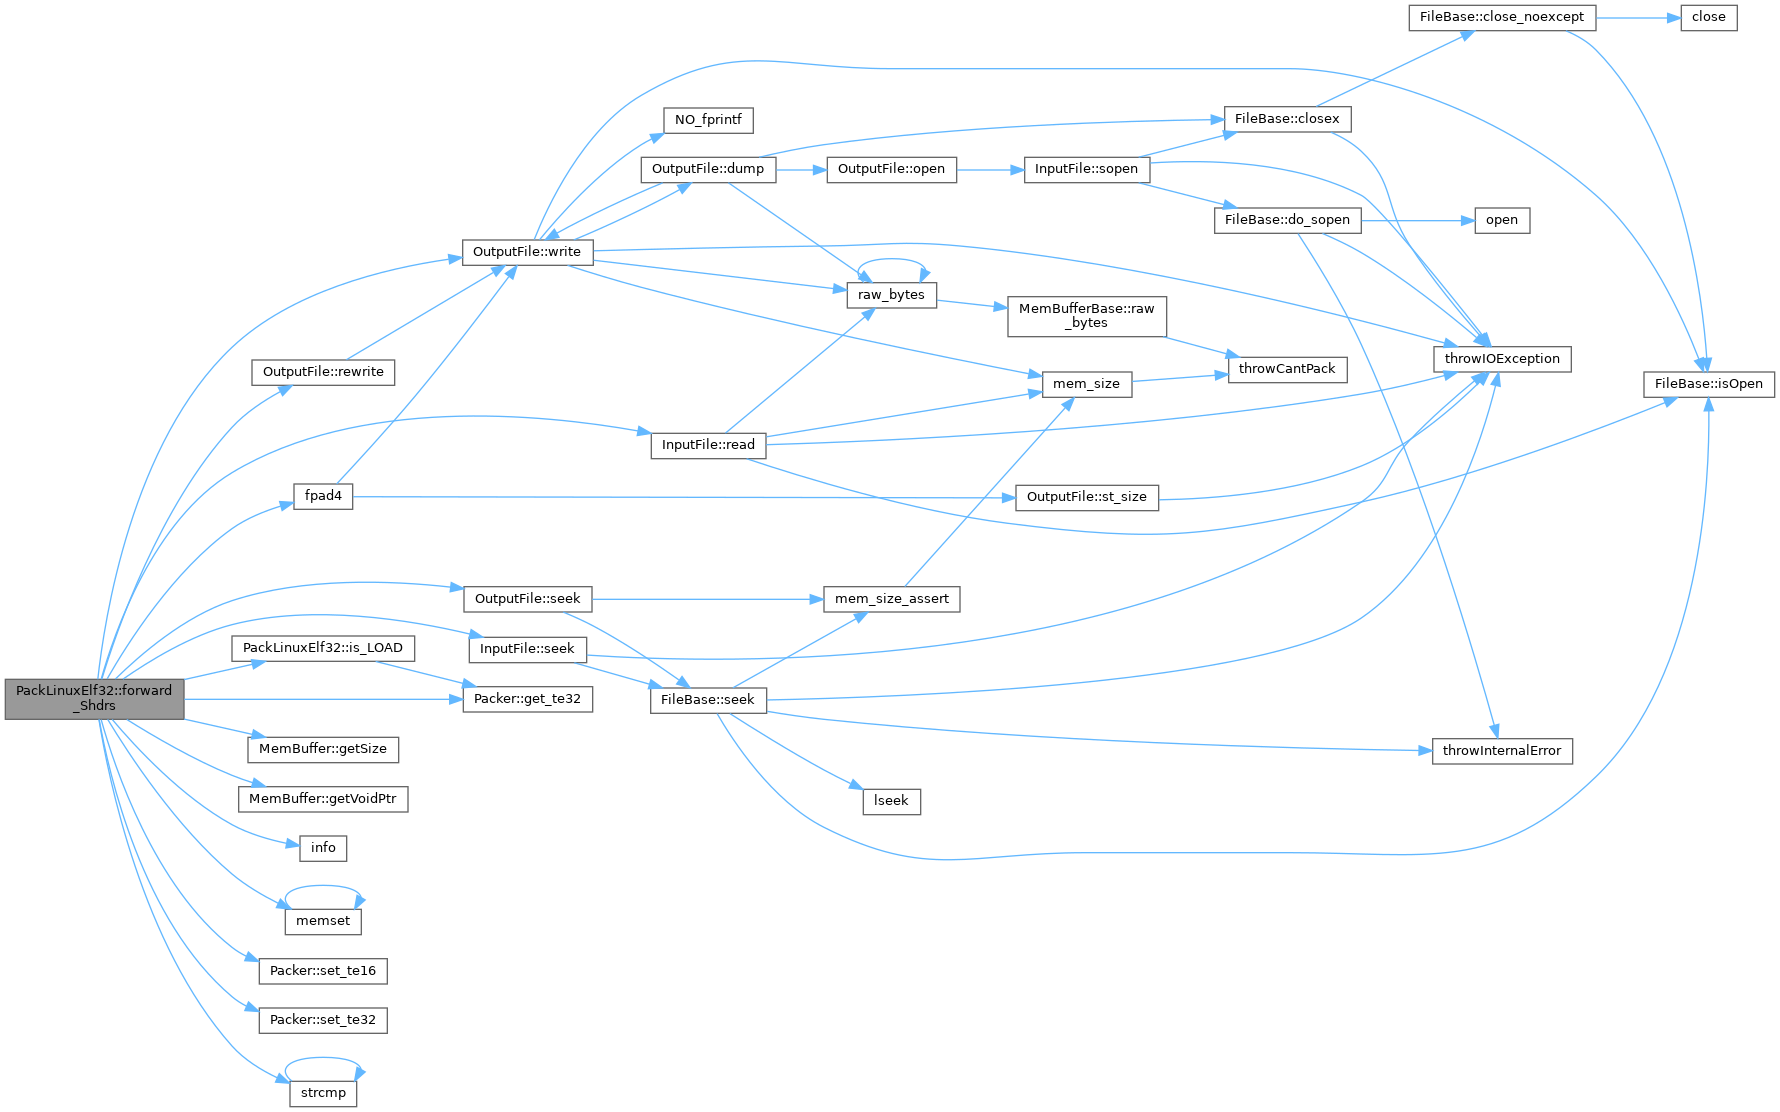 FileBase::close_noexcept
close
NO_fprintf
FileBase::closex
OutputFile::dump
OutputFile::open
InputFile::sopen
FileBase::do_sopen
open
OutputFile::write
raw_bytes
MemBufferBase::raw
_bytes
throwIOException
throwCantPack
OutputFile::rewrite
mem_size
FileBase::isOpen
InputFile::read
fpad4
OutputFile::st_size
OutputFile::seek
mem_size_assert
PackLinuxElf32::is_LOAD
InputFile::seek
PackLinuxElf32::forward
_Shdrs
Packer::get_te32
FileBase::seek
MemBuffer::getSize
throwInternalError
MemBuffer::getVoidPtr
lseek
info
memset
Packer::set_te16
Packer::set_te32
strcmp